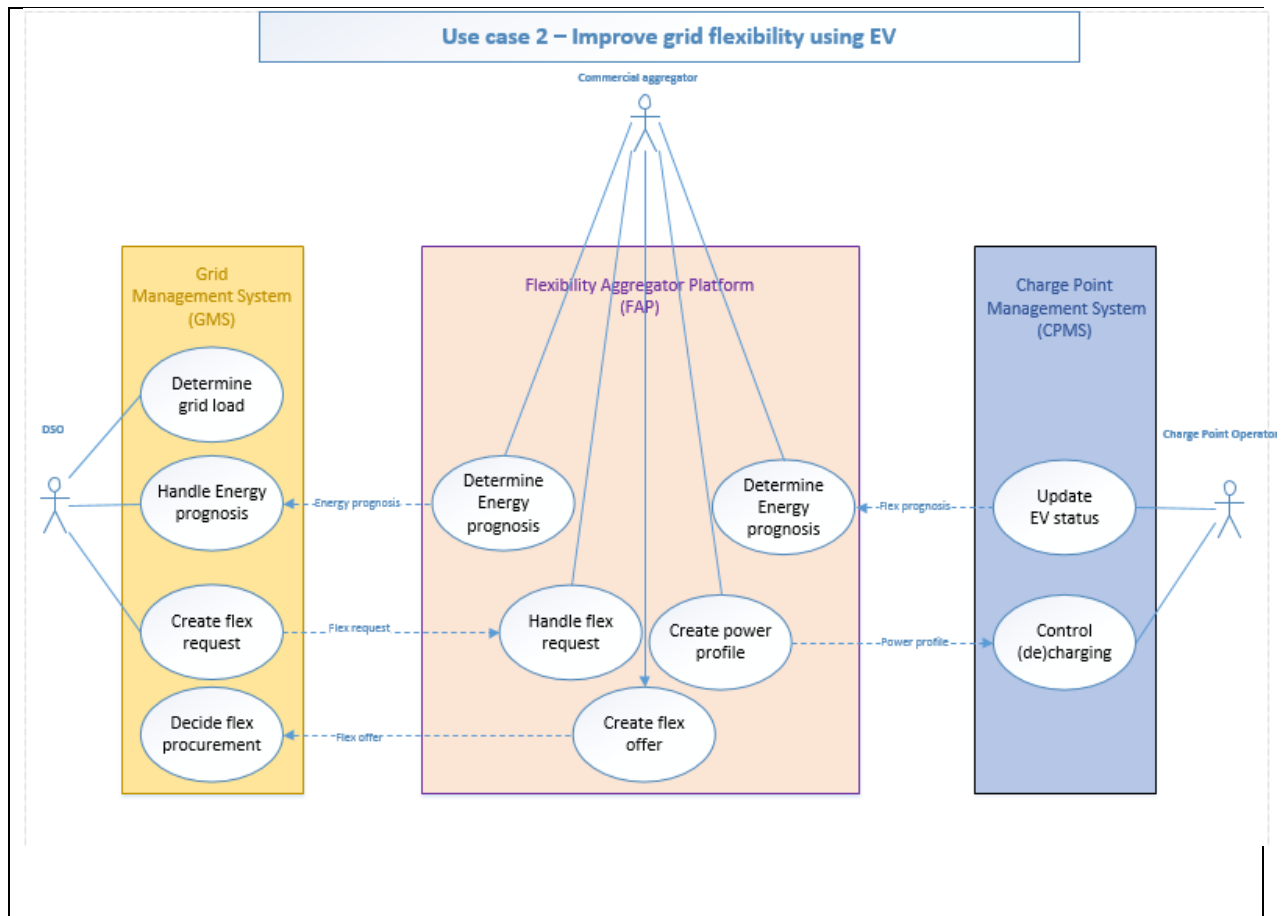 Use case 2 – Improve grid flexibility using EV
Commercial aggregator
Grid
Management System
(GMS)
Flexibility Aggregator Platform
(FAP)
Charge Point
Management System
(CPMS)
Determine
grid load
DSO
Charge Point Operator
Handle Energy
prognosis
Energy prognosis
Determine
Energy
prognosis
Determine
Energy
prognosis
Flex prognosis
Update
EV status
Create flex
request
Flex request
Handle flex
request
Create power
profile
Power profile
Control
(de)charging
Decide flex
procurement
Flex offer
Create flex
offer